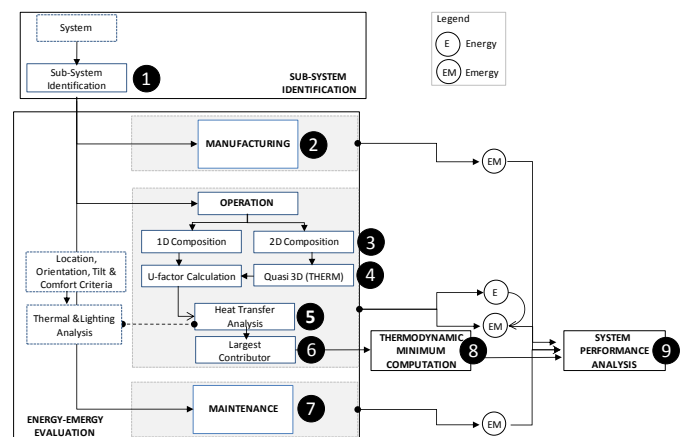 System
Sub-System
Identification
1
SUB-SYSTEM
IDENTIFICATION
Legend
E Energy
EM Emergy
MANUFACTURING
2
EM
OPERATION
1D Composition
2D Composition
3
Location,
Orientation, Tilt &
Comfort Criteria
U-factor Calculation
Quasi 3D (THERM)
4
Thermal &Lighting
Analysis
Heat Transfer
Analysis
5
Largest
Contributor
6
E
EM
THERMODYNAMIC
MINIMUM
COMPUTATION
8
SYSTEM
PERFORMANCE
ANALYSIS
9
MAINTENANCE
7
EM
ENERGY-EMERGY
EVALUATION